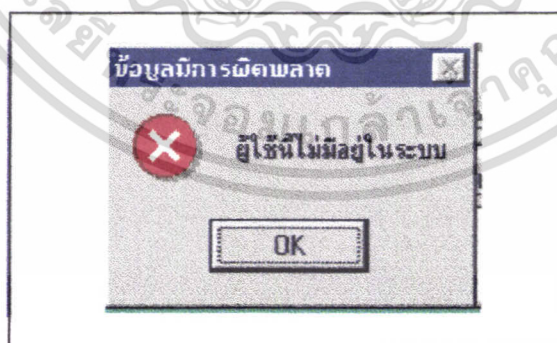 ข้อมูลมีการผิดพลาด
ผู้ใช้นี้ไม่มีอยู่ในระบบ
OK